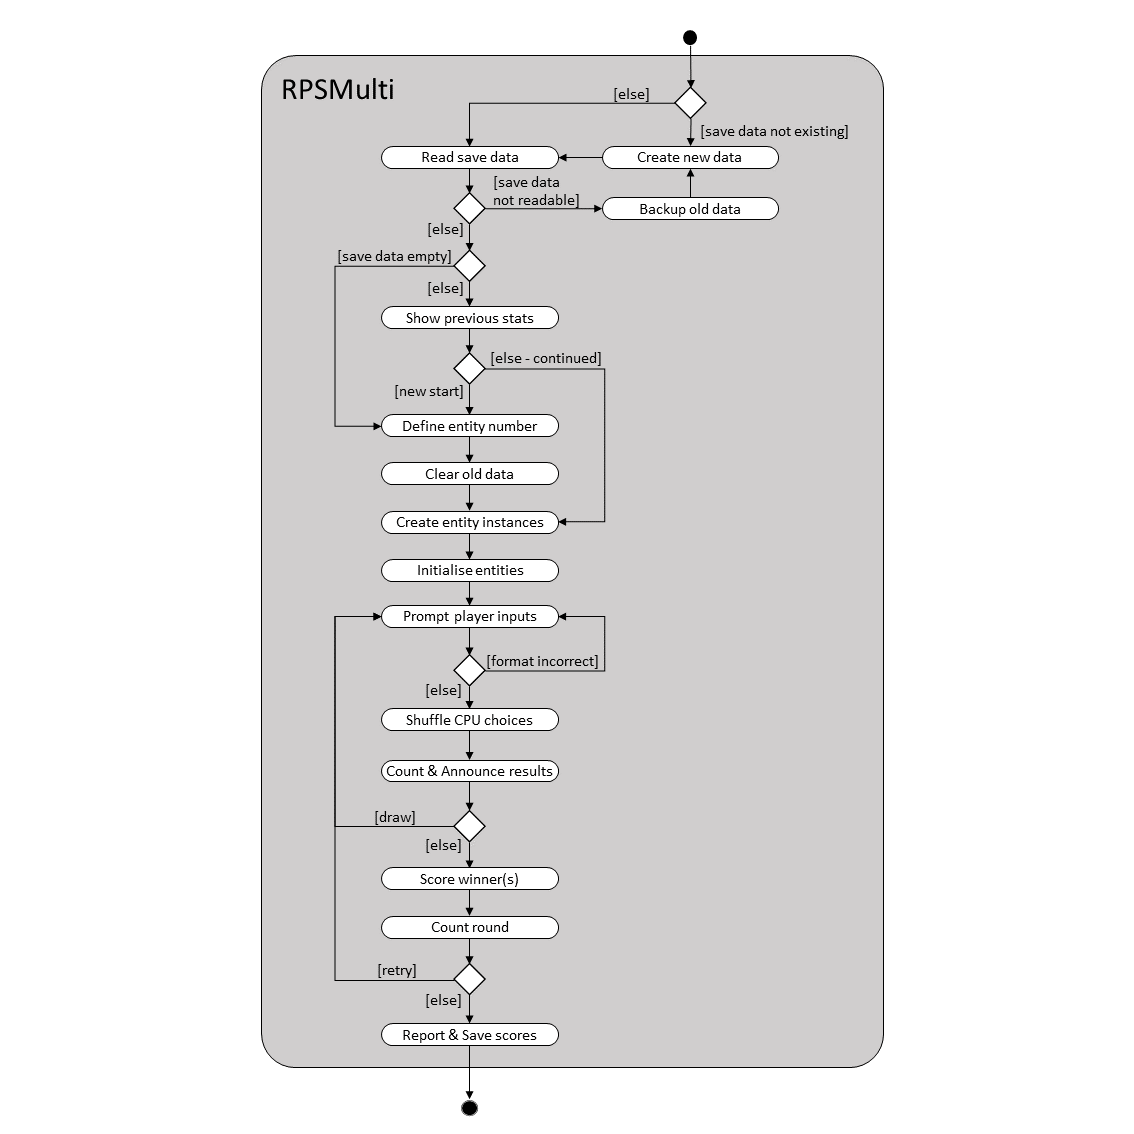 RPSMulti
[else]
[save data not existing]
Read save data
Create new data
[save data
not readable]
Backup old data
[else]
[save data empty]
[else]
Show previous stats
[else - continued]
[new start]
Define entity number
Clear old data
Create entity instances
Initialise entities
Prompt player inputs
[format incorrect]
[else]
Shuffle CPU choices
Count & Announce results
[draw]
[else]
Score winner(s)
Count round
[retry]
[else]
Report & Save scores